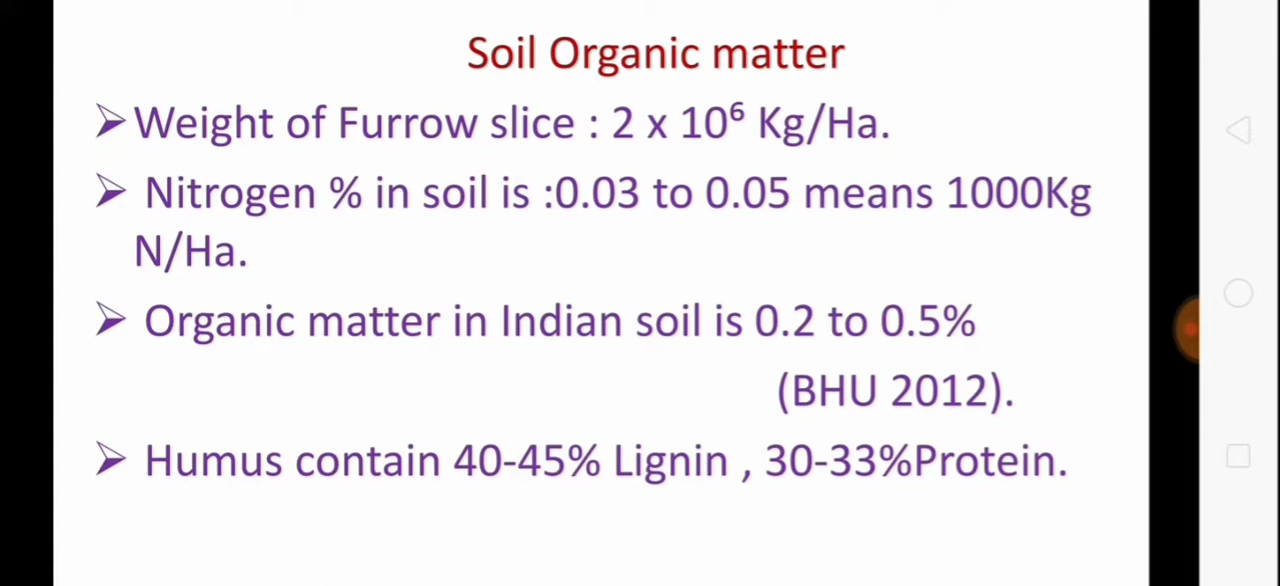 Soil Organic matter
➢Weight of Furrow slice : 2 x 10⁶ Kg/Ha.
➢ Nitrogen % in soil is :0.03 to 0.05 means 1000Kg
N/Ha.
➢ Organic matter in Indian soil is 0.2 to 0.5%
(BHU 2012).
➢ Humus contain 40-45% Lignin , 30-33%Protein.